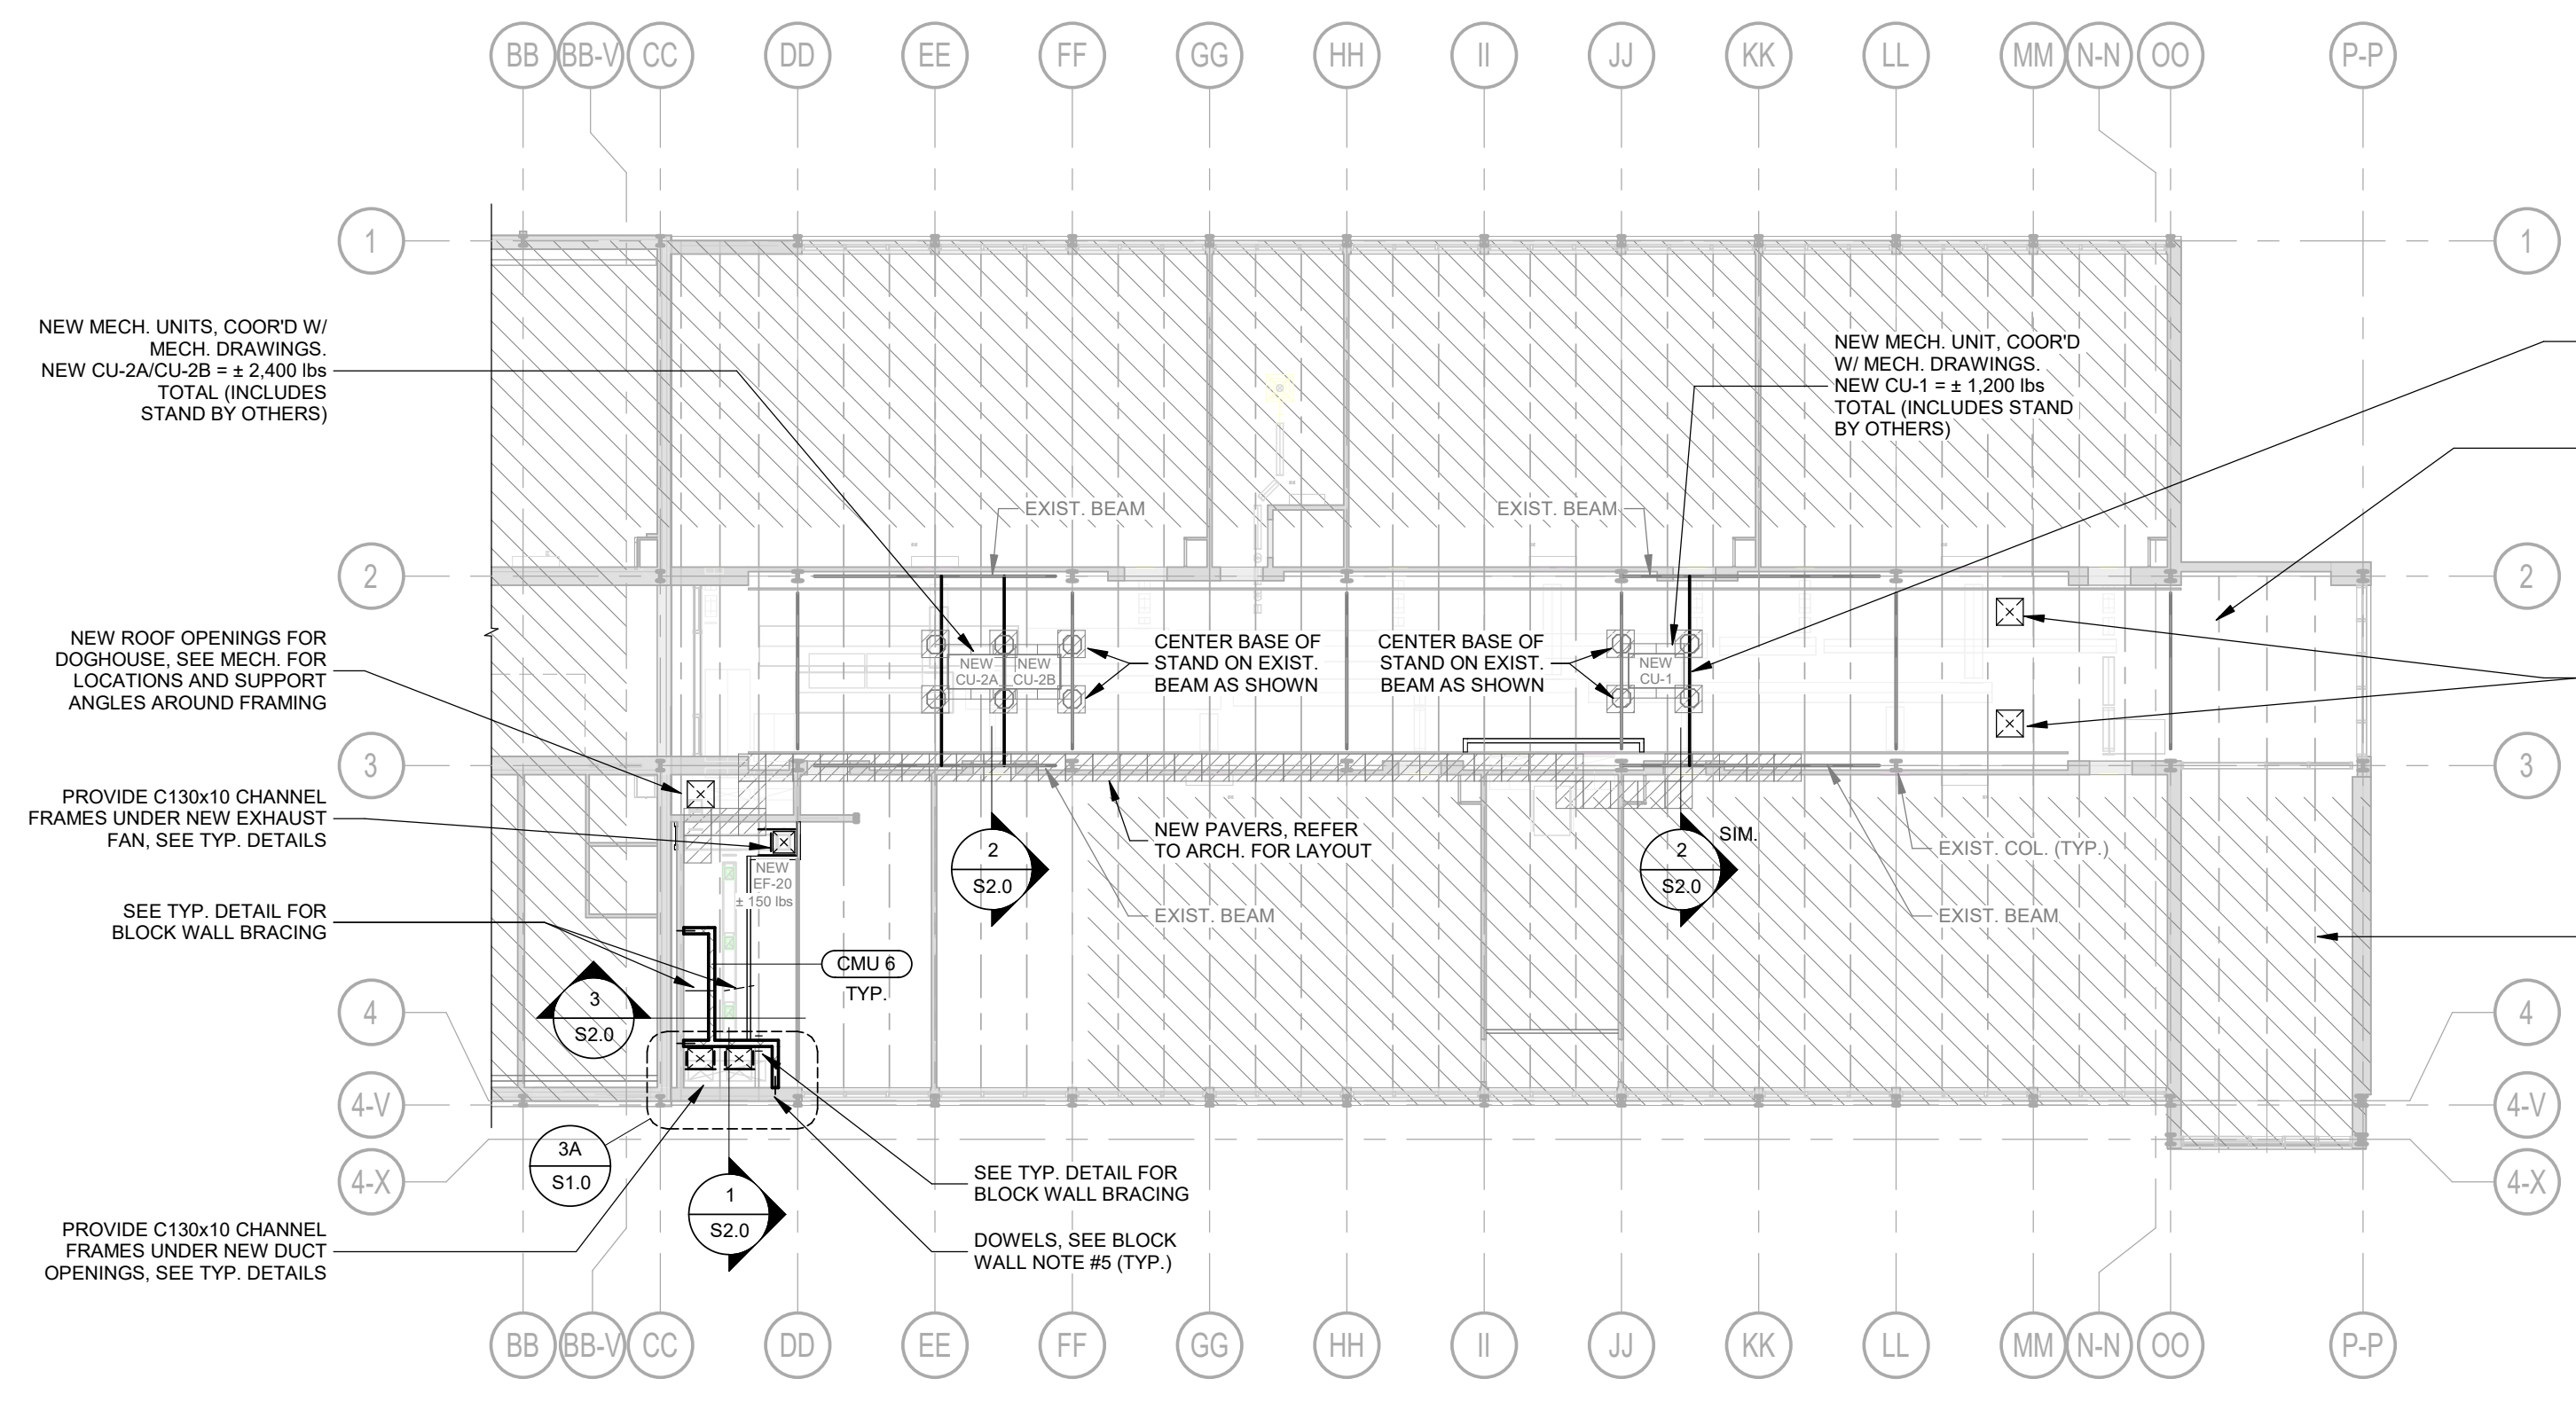 BB BB-V CC DD EE FF GG HH II JJ KK LL MM N-N OO P-P
1
1
NEW MECH. UNITS, COOR'D W/
MECH. DRAWINGS.
NEW CU-2A/CU-2B = ± 2,400 lbs
TOTAL (INCLUDES
STAND BY OTHERS)
NEW MECH. UNIT, COOR'D
W/ MECH. DRAWINGS.
NEW CU-1 = ± 1,200 lbs
TOTAL (INCLUDES STAND
BY OTHERS)
EXIST. BEAM
EXIST. BEAM
2
2
NEW ROOF OPENINGS FOR
DOGHOUSE, SEE MECH. FOR
LOCATIONS AND SUPPORT
ANGLES AROUND FRAMING
NEW
CU-2A
NEW
CU-2B
CENTER BASE OF
STAND ON EXIST.
BEAM AS SHOWN
CENTER BASE OF
STAND ON EXIST.
BEAM AS SHOWN
NEW
CU-1
3
3
PROVIDE C130x10 CHANNEL
FRAMES UNDER NEW EXHAUST
FAN, SEE TYP. DETAILS
NEW
EF-20
± 150 lbs
2
S2.0
NEW PAVERS, REFER
TO ARCH. FOR LAYOUT
2
S2.0
SIM.
EXIST. COL. (TYP.)
SEE TYP. DETAIL FOR
BLOCK WALL BRACING
EXIST. BEAM
EXIST. BEAM
CMU 6
TYP.
3
S2.0
4
4
4-V
4-V
3A
S1.0
4-X
4-X
1
S2.0
SEE TYP. DETAIL FOR
BLOCK WALL BRACING
PROVIDE C130x10 CHANNEL
FRAMES UNDER NEW DUCT
OPENINGS, SEE TYP. DETAILS
DOWELS, SEE BLOCK
WALL NOTE #5 (TYP.)
BB BB-V CC DD EE FF GG HH II JJ KK LL MM N-N OO P-P